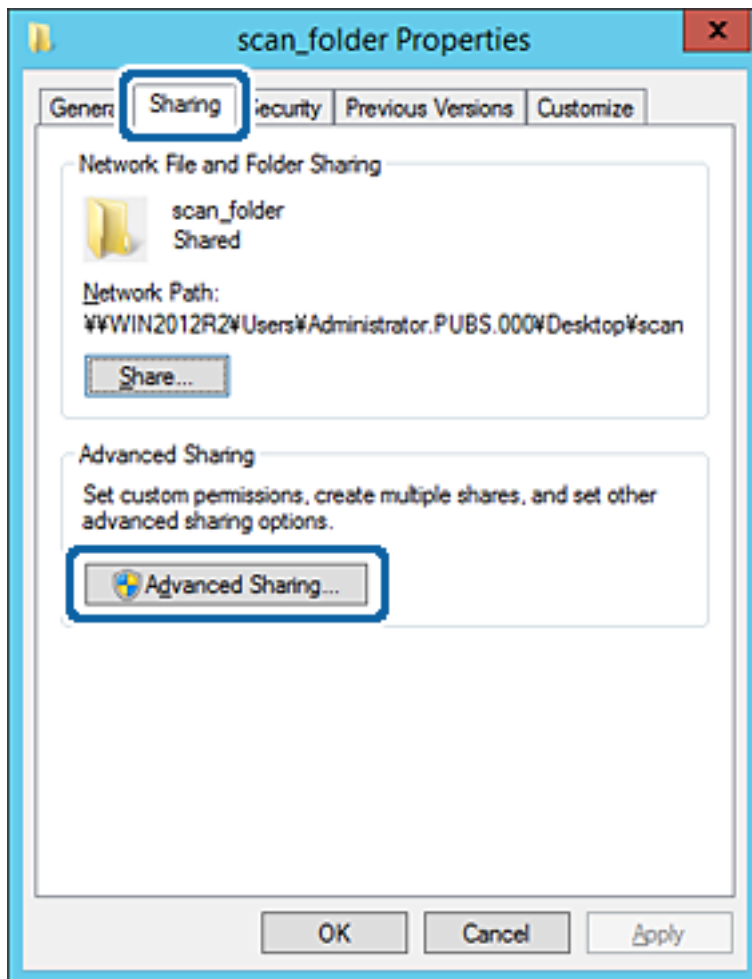 scan_folder Properties
x
General Sharing Security Previous Versions Customize
Network File and Folder Sharing
scan_folder
Shared
Network Path:
¥¥WIN2012R2¥Users¥Administrator.PUBS.000¥Desktop¥scan
Share...
Advanced Sharing
Set custom permissions, create multiple shares, and set other
advanced sharing options.
Advanced Sharing...
OK Cancel Apply